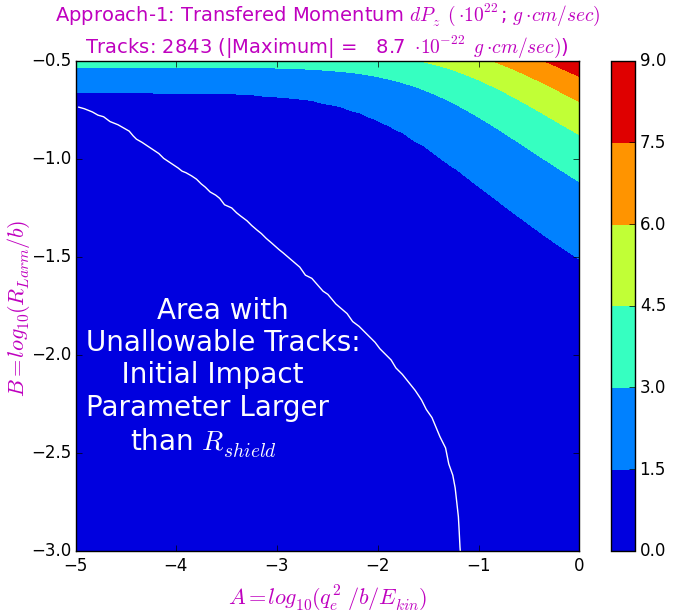 Approach-1: Transfered Momentum dP_z ( ·10^22; g·cm/sec)
Tracks: 2843 (|Maximum| = 8.7 ·10^−22 g·cm/sec))
−0.5
−1.0
−1.5
−2.0
−2.5
−3.0
B=log_10(R_Larm/b)
Area with
Unallowable Tracks:
Initial Impact
Parameter Larger
than R_shield
−5 −4 −3 −2 −1 0
A=log_10(q_e^2 /b/E_kin)
9.0
7.5
6.0
4.5
3.0
1.5
0.0